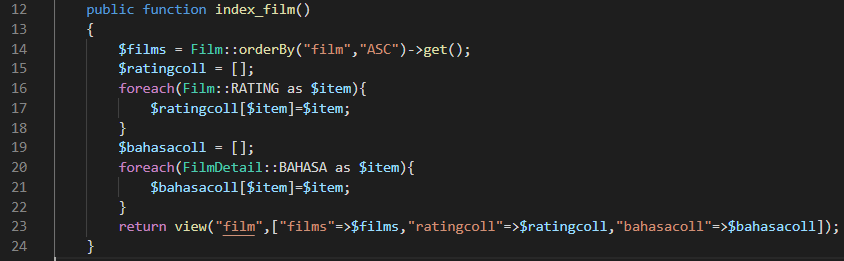 12 public function index_film()
13 {
14 $films = Film::orderBy("film","ASC")->get();
15 $ratingcoll = [];
16 foreach(Film::RATING as $item){
17 $ratingcoll[$item]=$item;
18 }
19 $bahasacoll = [];
20 foreach(FilmDetail::BAHASA as $item){
21 $bahasacoll[$item]=$item;
22 }
23 return view("film",["films"=>$films,"ratingcoll"=>$ratingcoll,"bahasacoll"=>$bahasacoll]);
24 }